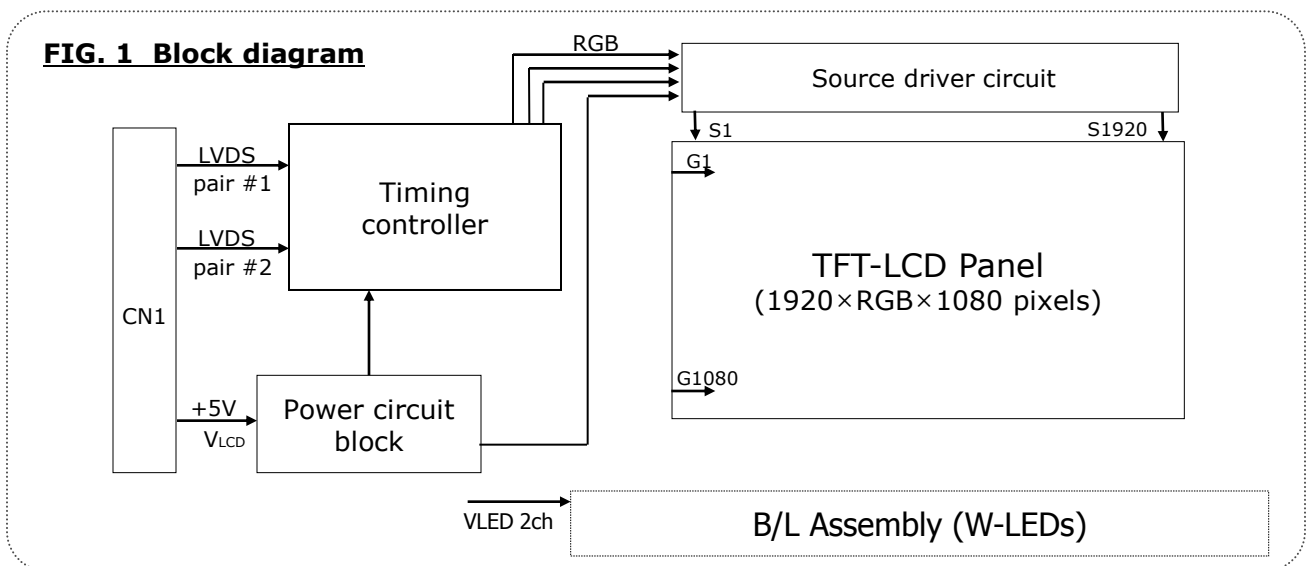 FIG. 1 Block diagram
RGB
Source driver circuit
S1
S1920
CN1
LVDS
pair #1
LVDS
pair #2
Timing
controller
G1
TFT-LCD Panel
(1920×RGB×1080 pixels)
G1080
+5V
VLCD
Power circuit
block
VLED 2ch
B/L Assembly (W-LEDs)